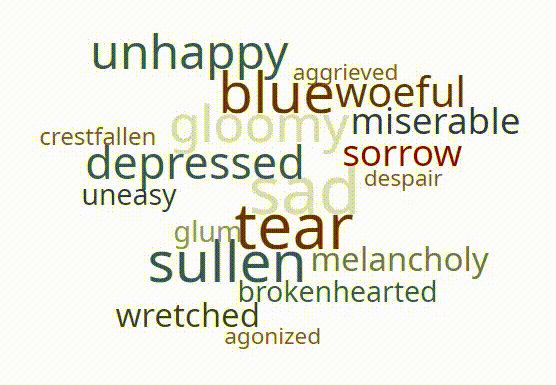 unhappy
aggrieved
blue woeful
gloomy miserable
crestfallen
depressed sorrow
sad despair
uneasy
glum tear
sullen melancholy
brokenhearted
wretched
agonized